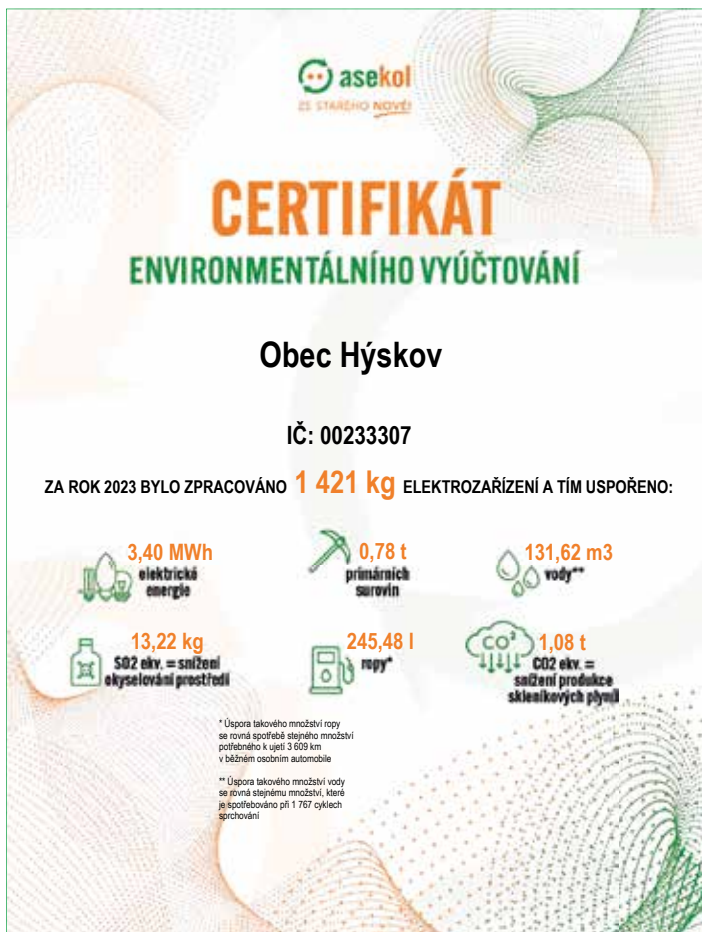 asekol
ZE STARÉHO NOVÉ!
CERTIFIKÁT
ENVIRONMENTÁLNÍHO VYÚČTOVÁNÍ
Obec Hýskov
IČ: 00233307
ZA ROK 2023 BYLO ZPRACOVÁNO 1 421 kg ELEKTROZAŘÍZENÍ A TÍM USPOŘENO:
3,40 MWh
elektrické
energie
0,78 t
primárních
surovin
131,62 m3
vody**
13,22 kg
SO2 ekv. = snížení
okyselování prostředí
245,48 l
ropy*
CO²
1,08 t
CO2 ekv. =
snížení produkce
skleníkových plynů
* Úspora takového množství ropy
se rovná spotřebě stejného množství
potřebného k ujetí 3 609 km
v běžném osobním automobile
** Úspora takového množství vody
se rovná stejnému množství, které
je spotřebováno při 1 767 cyklech
sprchování